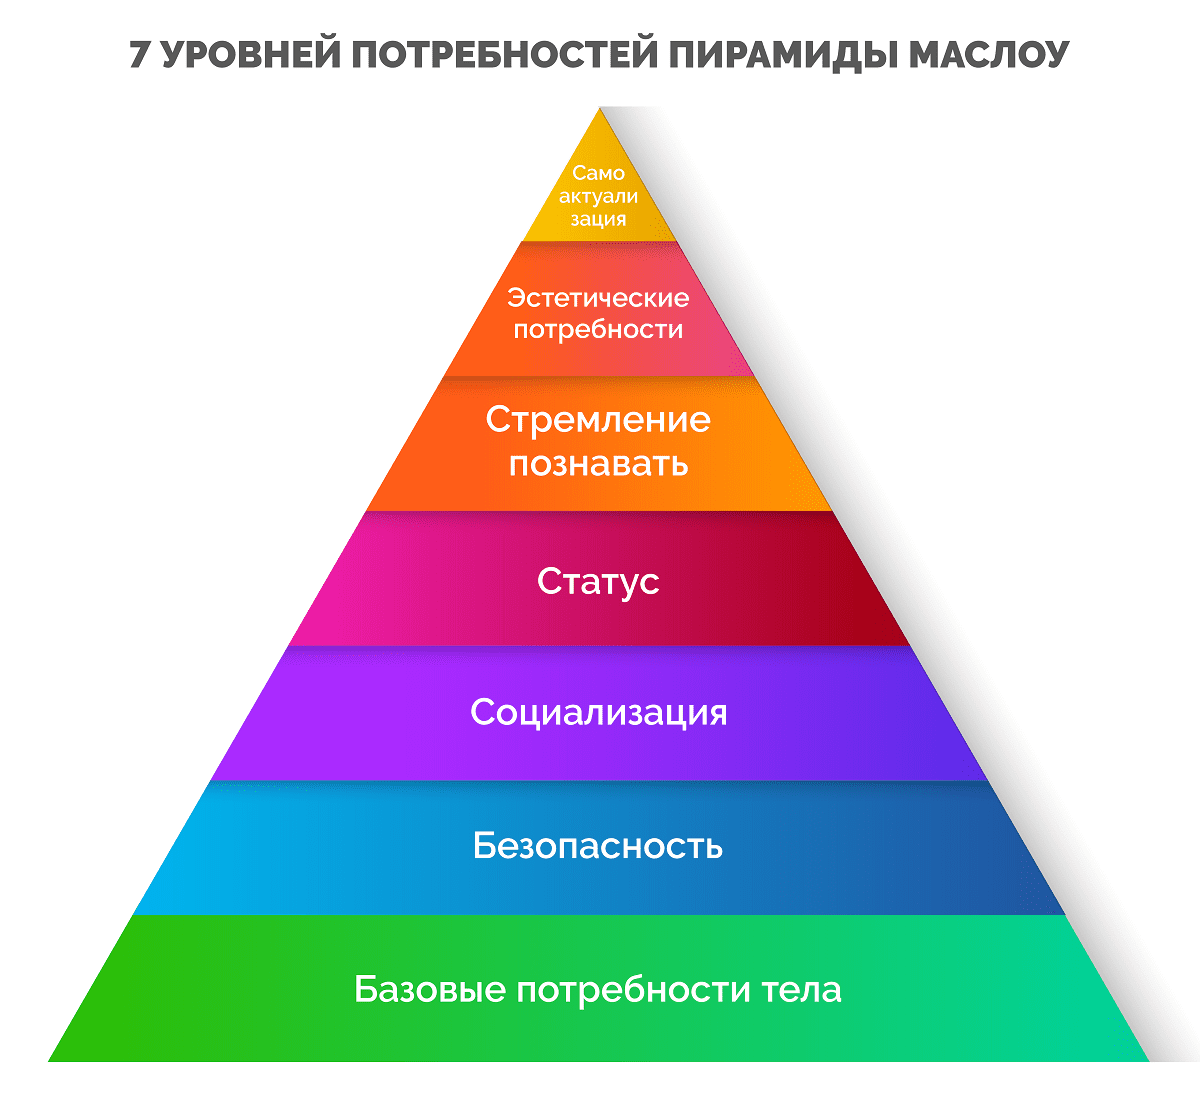 7 УРОВНЕЙ ПОТРЕБНОСТЕЙ ПИРАМИДЫ МАСЛОУ
Само
актуали
зация
Эстетические
потребности
Стремление
познавать
Статус
Социализация
Безопасность
Базовые потребности тела